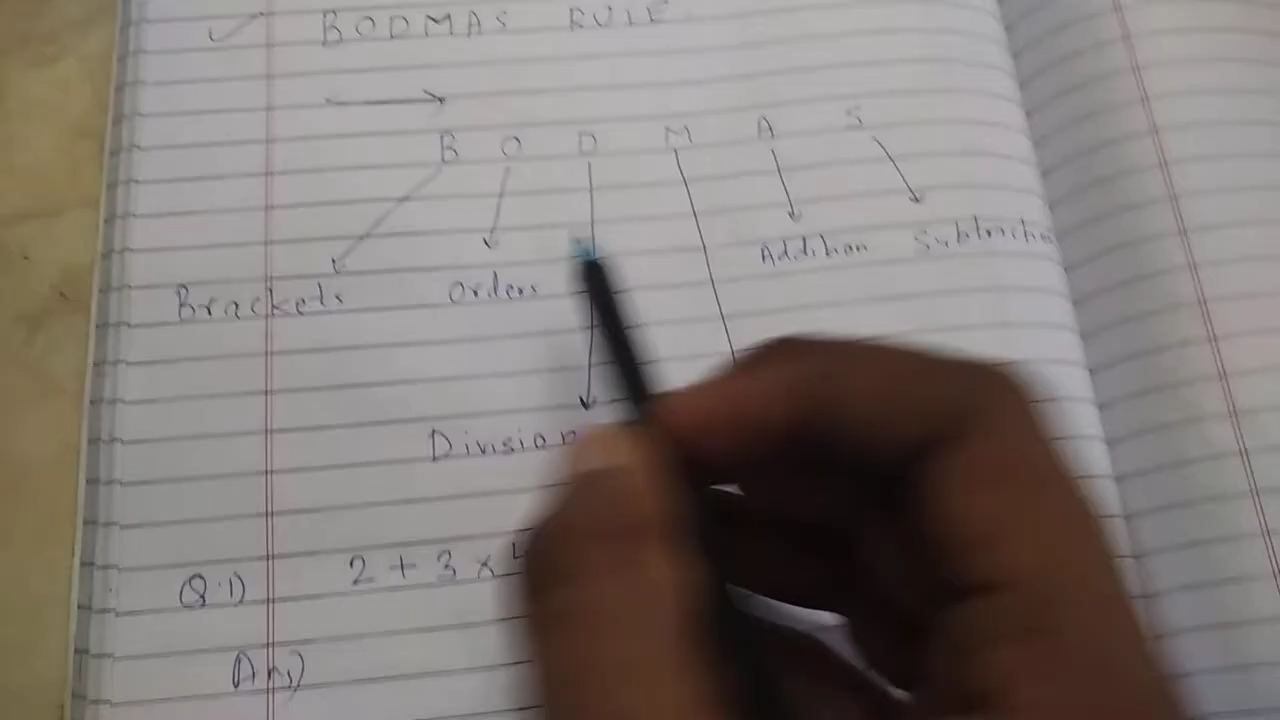 BODMAS RULE
B O D M A S
Addition Subtraction
Brackets Orders
Division
Q.1) 2 + 3 ×
Ans)